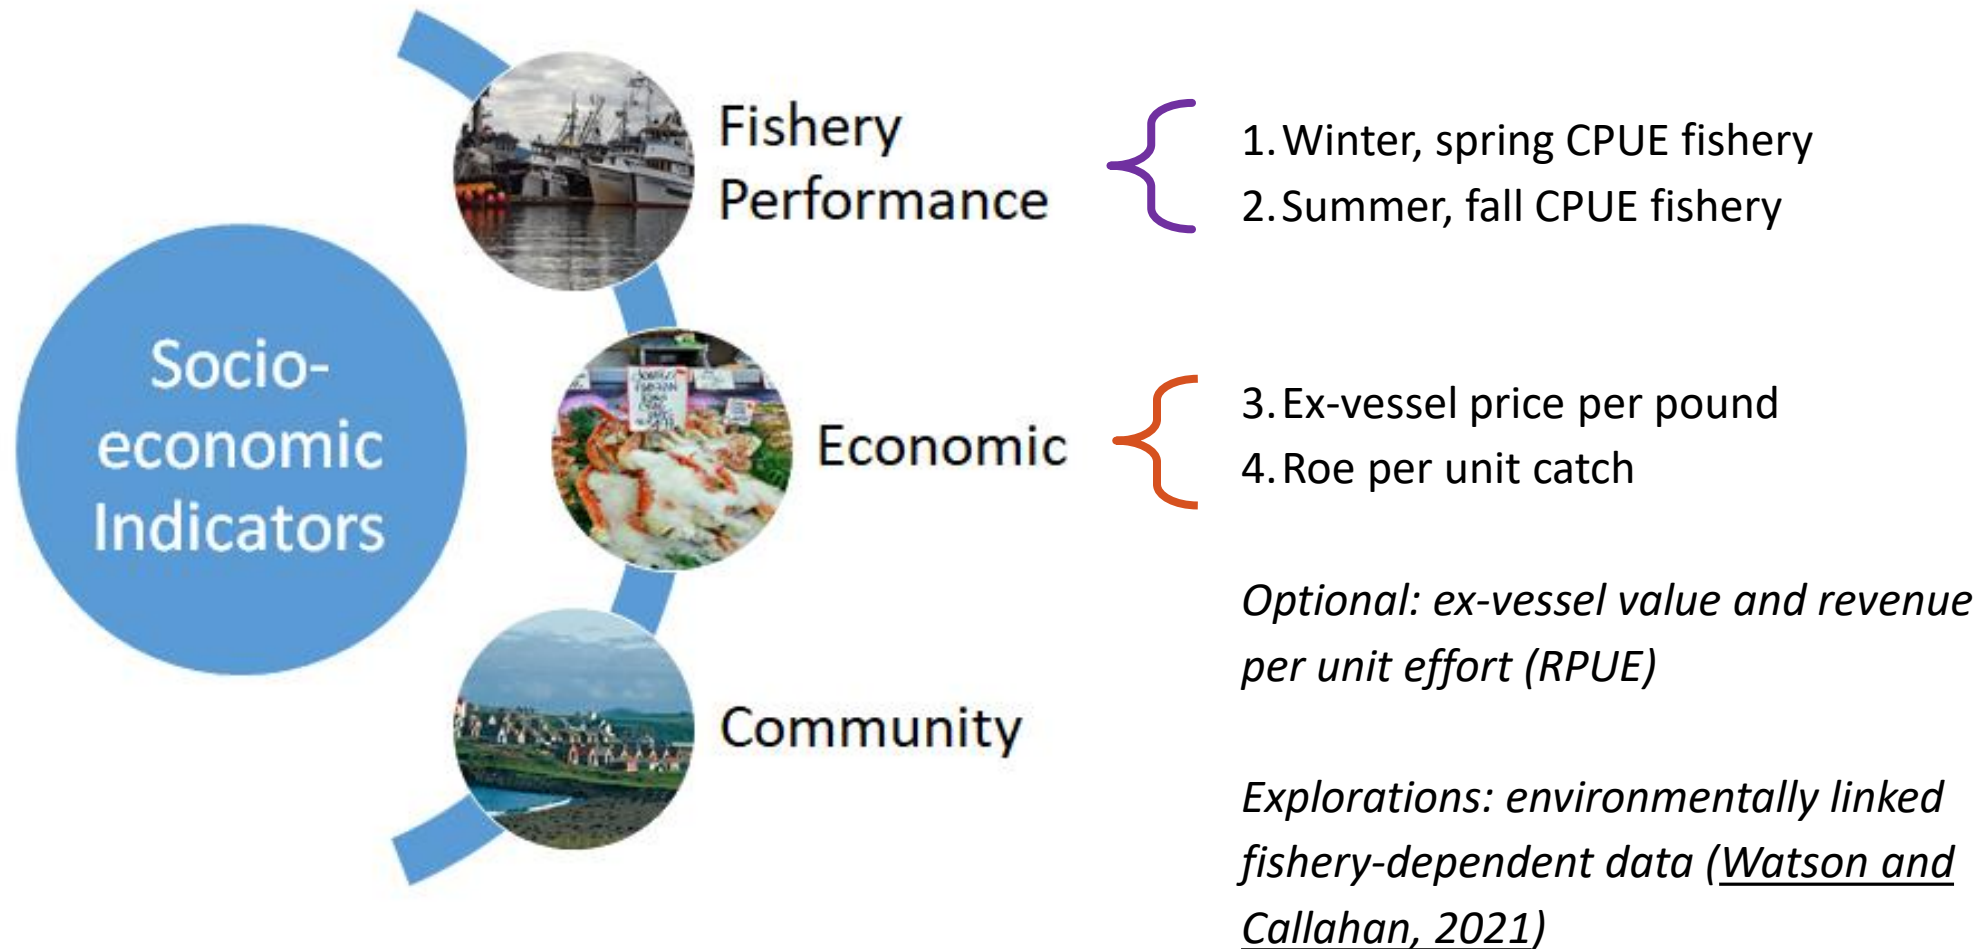 Socio-
economic
Indicators
Fishery
Performance
1. Winter, spring CPUE fishery
2. Summer, fall CPUE fishery
Economic
3. Ex-vessel price per pound
4. Roe per unit catch
Optional: ex-vessel value and revenue
per unit effort (RPUE)
Community
Explorations: environmentally linked
fishery-dependent data (Watson and
Callahan, 2021)